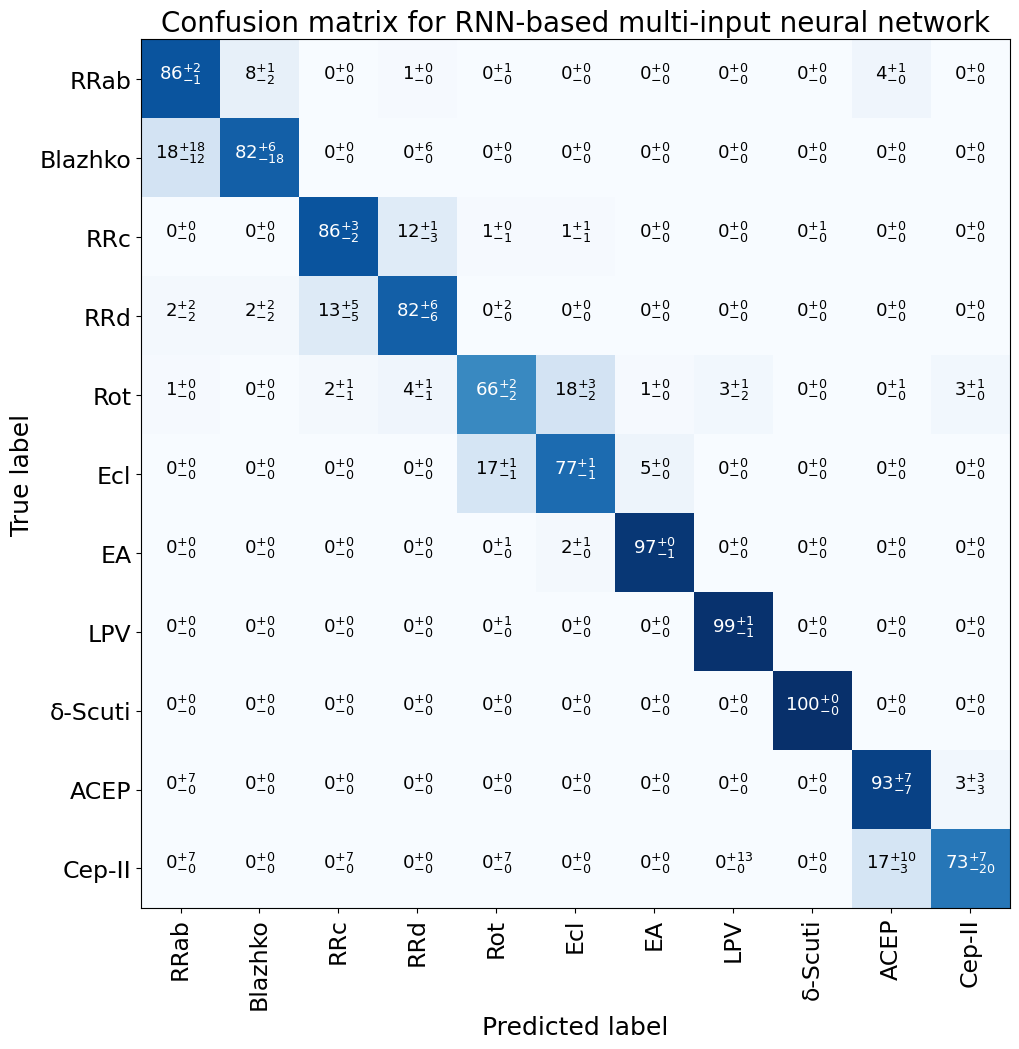 Confusion matrix for RNN-based multi-input neural network
RRab 86+2−1 8+1−2 0+0−0 1+0−0 0+1−0 0+0−0 0+0−0 0+0−0 0+0−0 4+1−0 0+0−0
Blazhko 18+18−12 82+6−18 0+0−0 0+6−0 0+0−0 0+0−0 0+0−0 0+0−0 0+0−0 0+0−0 0+0−0
RRc 0+0−0 0+0−0 86+3−2 12+1−3 1+0−1 1+1−1 0+0−0 0+0−0 0+1−0 0+0−0 0+0−0
RRd 2+2−2 2+2−2 13+5−5 82+6−6 0+2−0 0+0−0 0+0−0 0+0−0 0+0−0 0+0−0 0+0−0
Rot 1+0−0 0+0−0 2+1−1 4+1−1 66+2−2 18+3−2 1+0−0 3+1−2 0+0−0 0+1−0 3+1−0
Ecl 0+0−0 0+0−0 0+0−0 0+0−0 17+1−1 77+1−1 5+0−0 0+0−0 0+0−0 0+0−0 0+0−0
EA 0+0−0 0+0−0 0+0−0 0+0−0 0+1−0 2+1−0 97+0−1 0+0−0 0+0−0 0+0−0 0+0−0
LPV 0+0−0 0+0−0 0+0−0 0+0−0 0+1−0 0+0−0 0+0−0 99+1−1 0+0−0 0+0−0 0+0−0
δ-Scuti 0+0−0 0+0−0 0+0−0 0+0−0 0+0−0 0+0−0 0+0−0 0+0−0 100+0−0 0+0−0 0+0−0
ACEP 0+7−0 0+0−0 0+0−0 0+0−0 0+0−0 0+0−0 0+0−0 0+0−0 0+0−0 93+7−7 3+3−3
Cep-II 0+7−0 0+0−0 0+7−0 0+0−0 0+7−0 0+0−0 0+0−0 0+13−0 0+0−0 17+10−3 73+7−20
True label
RRab Blazhko RRc RRd Rot Ecl EA LPV δ-Scuti ACEP Cep-II
Predicted label